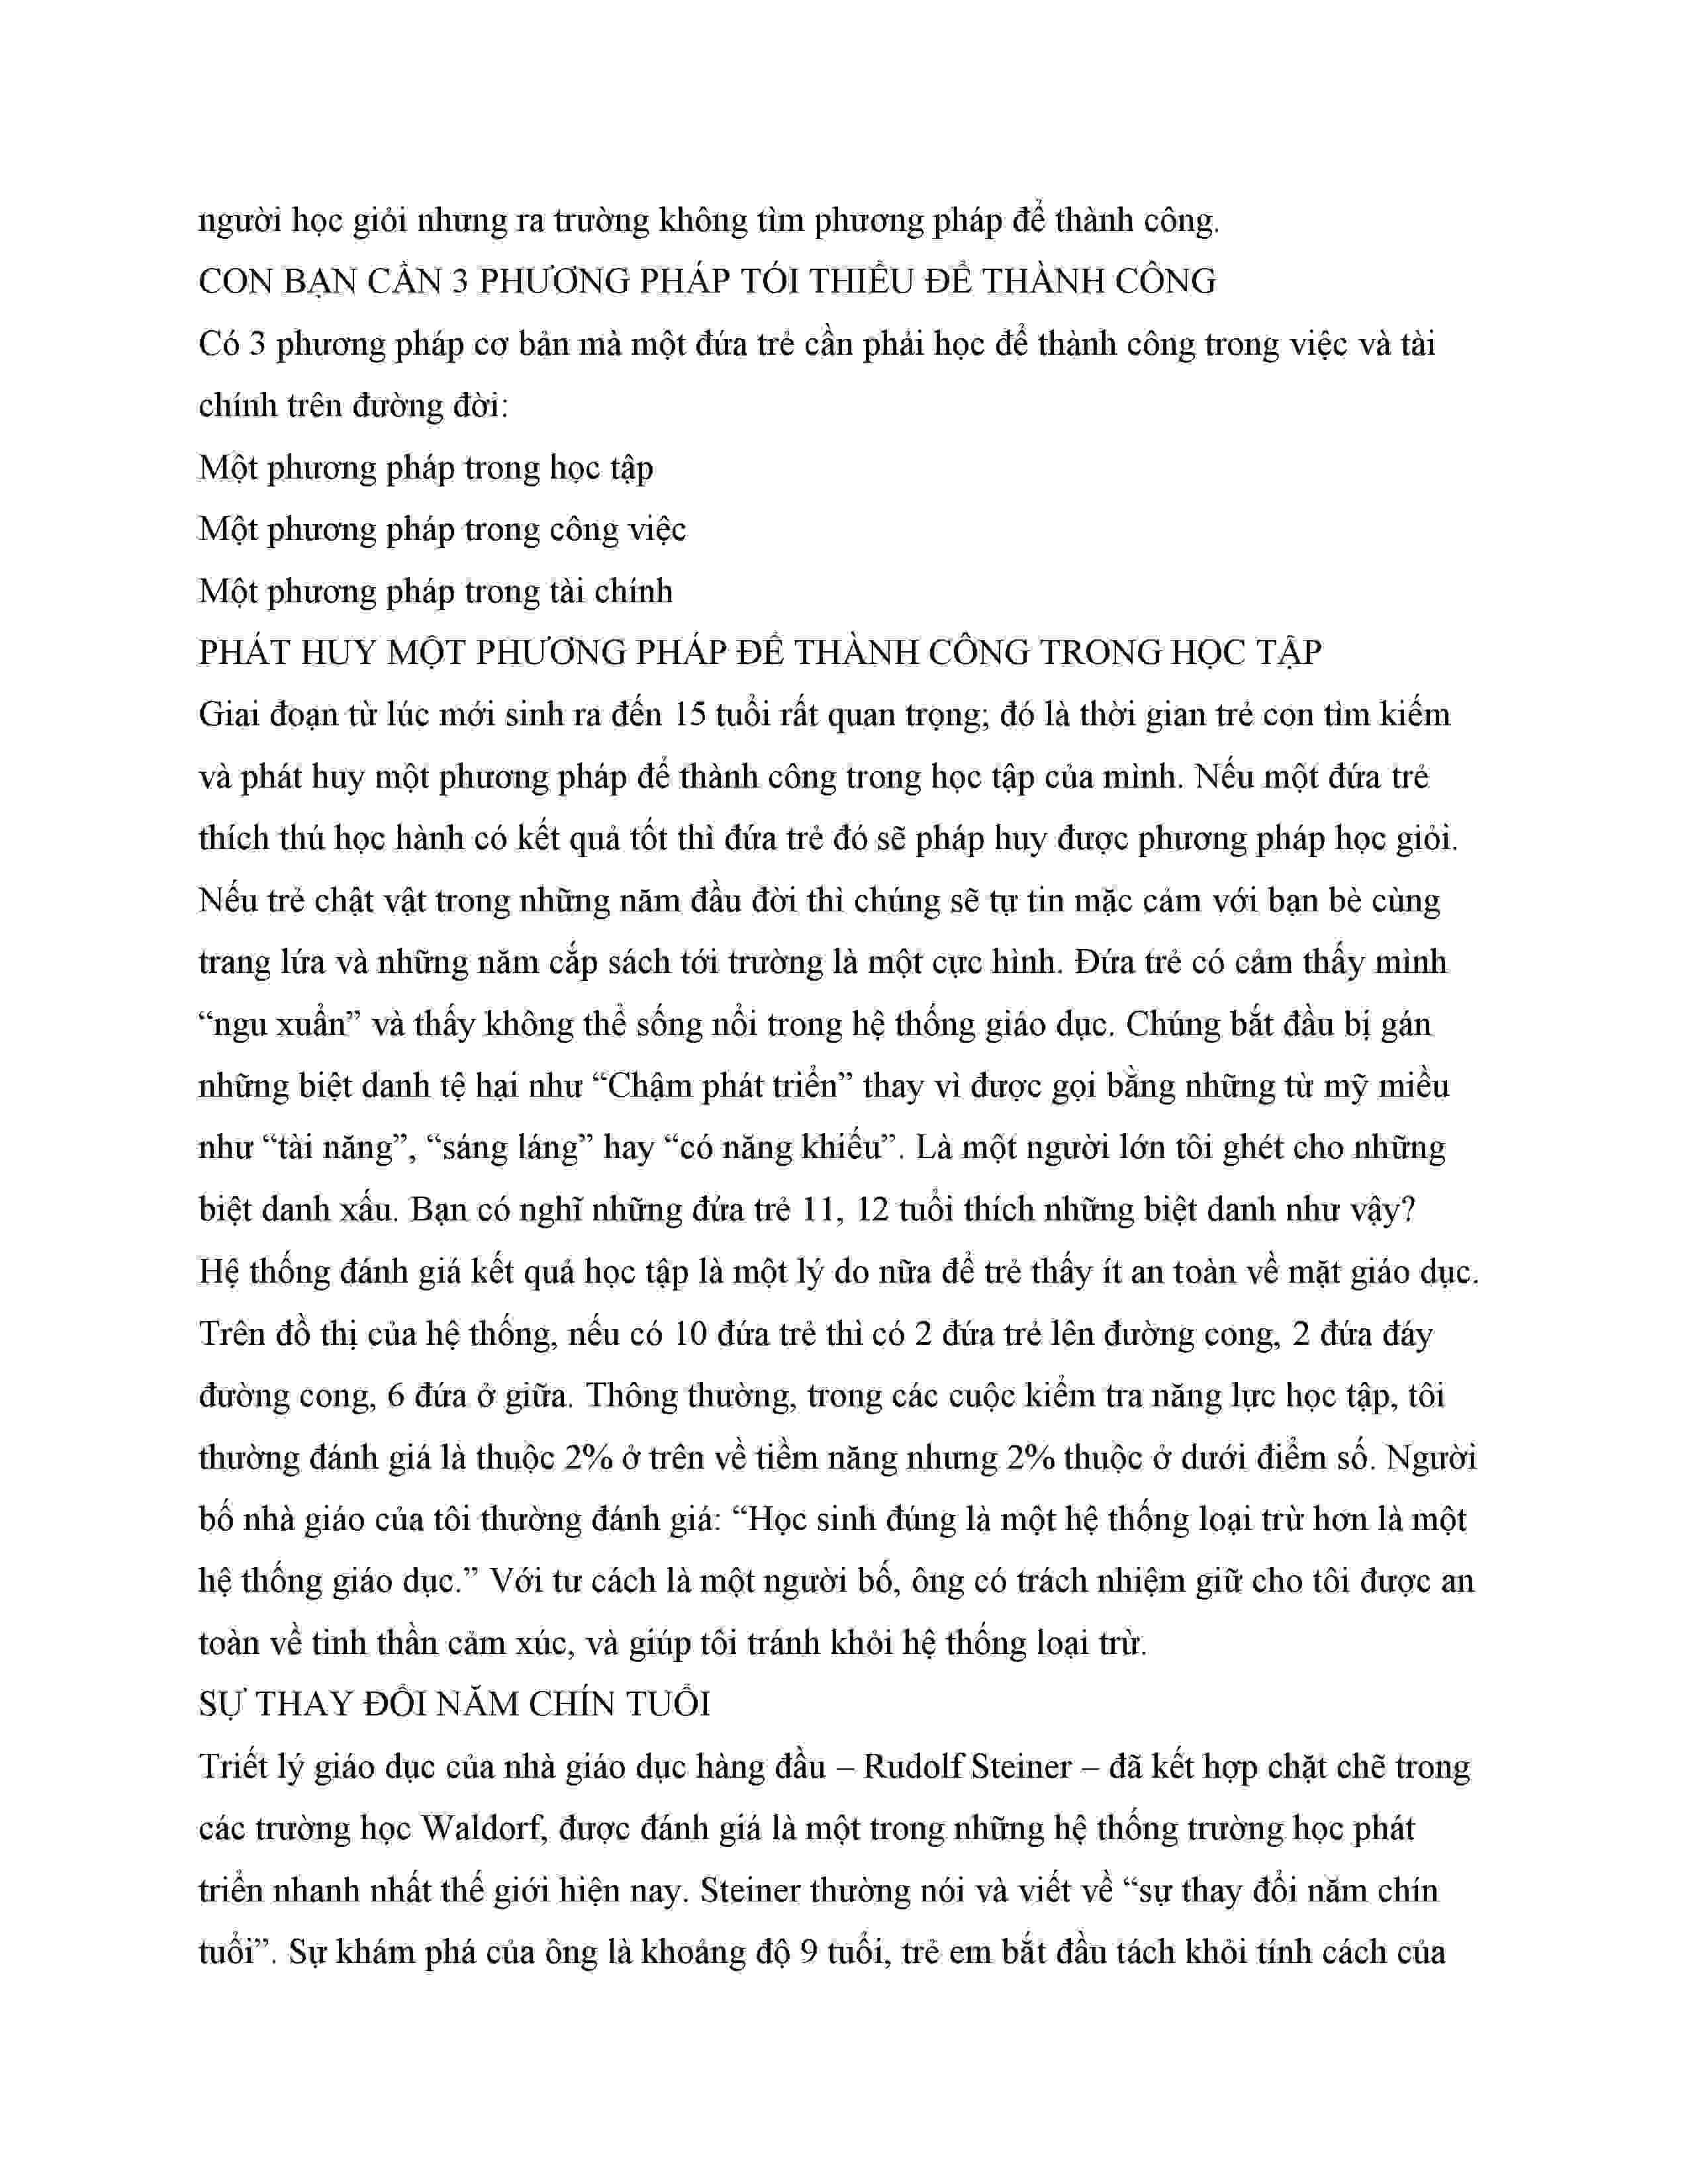 người học giỏi nhưng ra trường không tìm phương pháp để thành công.
CON BẠN CẦN 3 PHƯƠNG PHÁP TÓI THIỂU ĐỂ THÀNH CÔNG
Có 3 phương pháp cơ bản mà một đứa trẻ cần phải học để thành công trong việc và tài
chính trên đường đời:
Một phương pháp trong học tập
Một phương pháp trong công việc
Một phương pháp trong tài chính
PHÁT HUY MỘT PHƯƠNG PHÁP ĐỂ THÀNH CÔNG TRONG HỌC TẬP
Giai đoạn từ lúc mới sinh ra đến 15 tuổi rất quan trọng; đó là thời gian trẻ con tìm kiếm
và phát huy một phương pháp để thành công trong học tập của mình. Nếu một đứa trẻ
thích thú học hành có kết quả tốt thì đứa trẻ đó sẽ pháp huy được phương pháp học giỏi.
Nếu trẻ chật vật trong những năm đầu đời thì chúng sẽ tự tin mặc cảm với bạn bè cùng
trang lứa và những năm cắp sách tới trường là một cực hình. Đứa trẻ có cảm thấy mình
“ngu xuẩn” và thấy không thể sống nổi trong hệ thống giáo dục. Chúng bắt đầu bị gán
những biệt danh tệ hại như “Chậm phát triển” thay vì được gọi bằng những từ mỹ miều
như “tài năng”, “sáng láng” hay “có năng khiếu”. Là một người lớn tôi ghét cho những
biệt danh xấu. Bạn có nghĩ những đứa trẻ 11, 12 tuổi thích những biệt danh như vậy?
Hệ thống đánh giá kết quả học tập là một lý do nữa để trẻ thấy ít an toàn về mặt giáo dục.
Trên đồ thị của hệ thống, nếu có 10 đứa trẻ thì có 2 đứa trẻ lên đường cong, 2 đứa đáy
đường cong, 6 đứa ở giữa. Thông thường, trong các cuộc kiểm tra năng lực học tập, tôi
thường đánh giá là thuộc 2% ở trên về tiềm năng nhưng 2% thuộc ở dưới điểm số. Người
bố nhà giáo của tôi thường đánh giá: “Học sinh đúng là một hệ thống loại trừ hơn là một
hệ thống giáo dục.” Với tư cách là một người bố, ông có trách nhiệm giữ cho tôi được an
toàn về tinh thần cảm xúc, và giúp tôi tránh khỏi hệ thống loại trừ.
SỰ THAY ĐỔI NĂM CHÍN TUỔI
Triết lý giáo dục của nhà giáo dục hàng đầu – Rudolf Steiner – đã kết hợp chặt chẽ trong
các trường học Waldorf, được đánh giá là một trong những hệ thống trường học phát
triển nhanh nhất thế giới hiện nay. Steiner thường nói và viết về “sự thay đổi năm chín
tuổi”. Sự khám phá của ông là khoảng độ 9 tuổi, trẻ em bắt đầu tách khỏi tính cách của